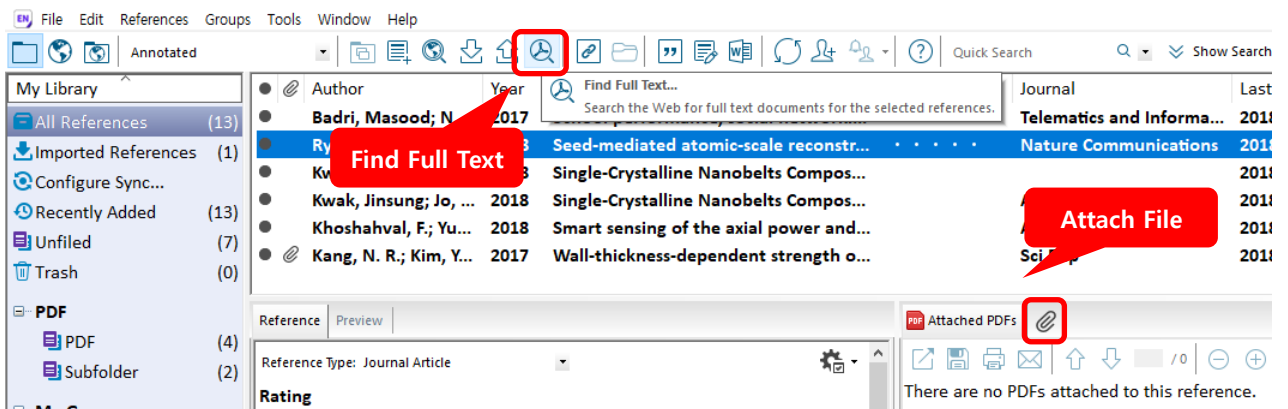 EN File Edit References Groups Tools Window Help
Annotated Quick Search Show Search
My Library Author Year Journal Last
Find Full Text...
Search the Web for full text documents for the selected references.
All References (13) Badri, Masood; N 2017 Telematics and Informa... 2018
Imported References (1) Ry Seed-mediated atomic-scale reconstr... Nature Communications 2018
Find Full Text
Configure Sync... Single-Crystalline Nanobelts Compos... 2018
Recently Added (13) Kwak, Jinsung; Jo, ... 2018 Single-Crystalline Nanobelts Compos... 2018
Attach File
Unfiled (7) Khoshahval, F.; Yu... 2018 Smart sensing of the axial power and... 2018
Trash (0) Kang, N. R.; Kim, Y... 2017 Wall-thickness-dependent strength o... Sci 2018
PDF
Reference Preview PDF Attached PDFs
PDF (4)
Reference Type: Journal Article / 0
Subfolder (2)
Rating There are no PDFs attached to this reference.